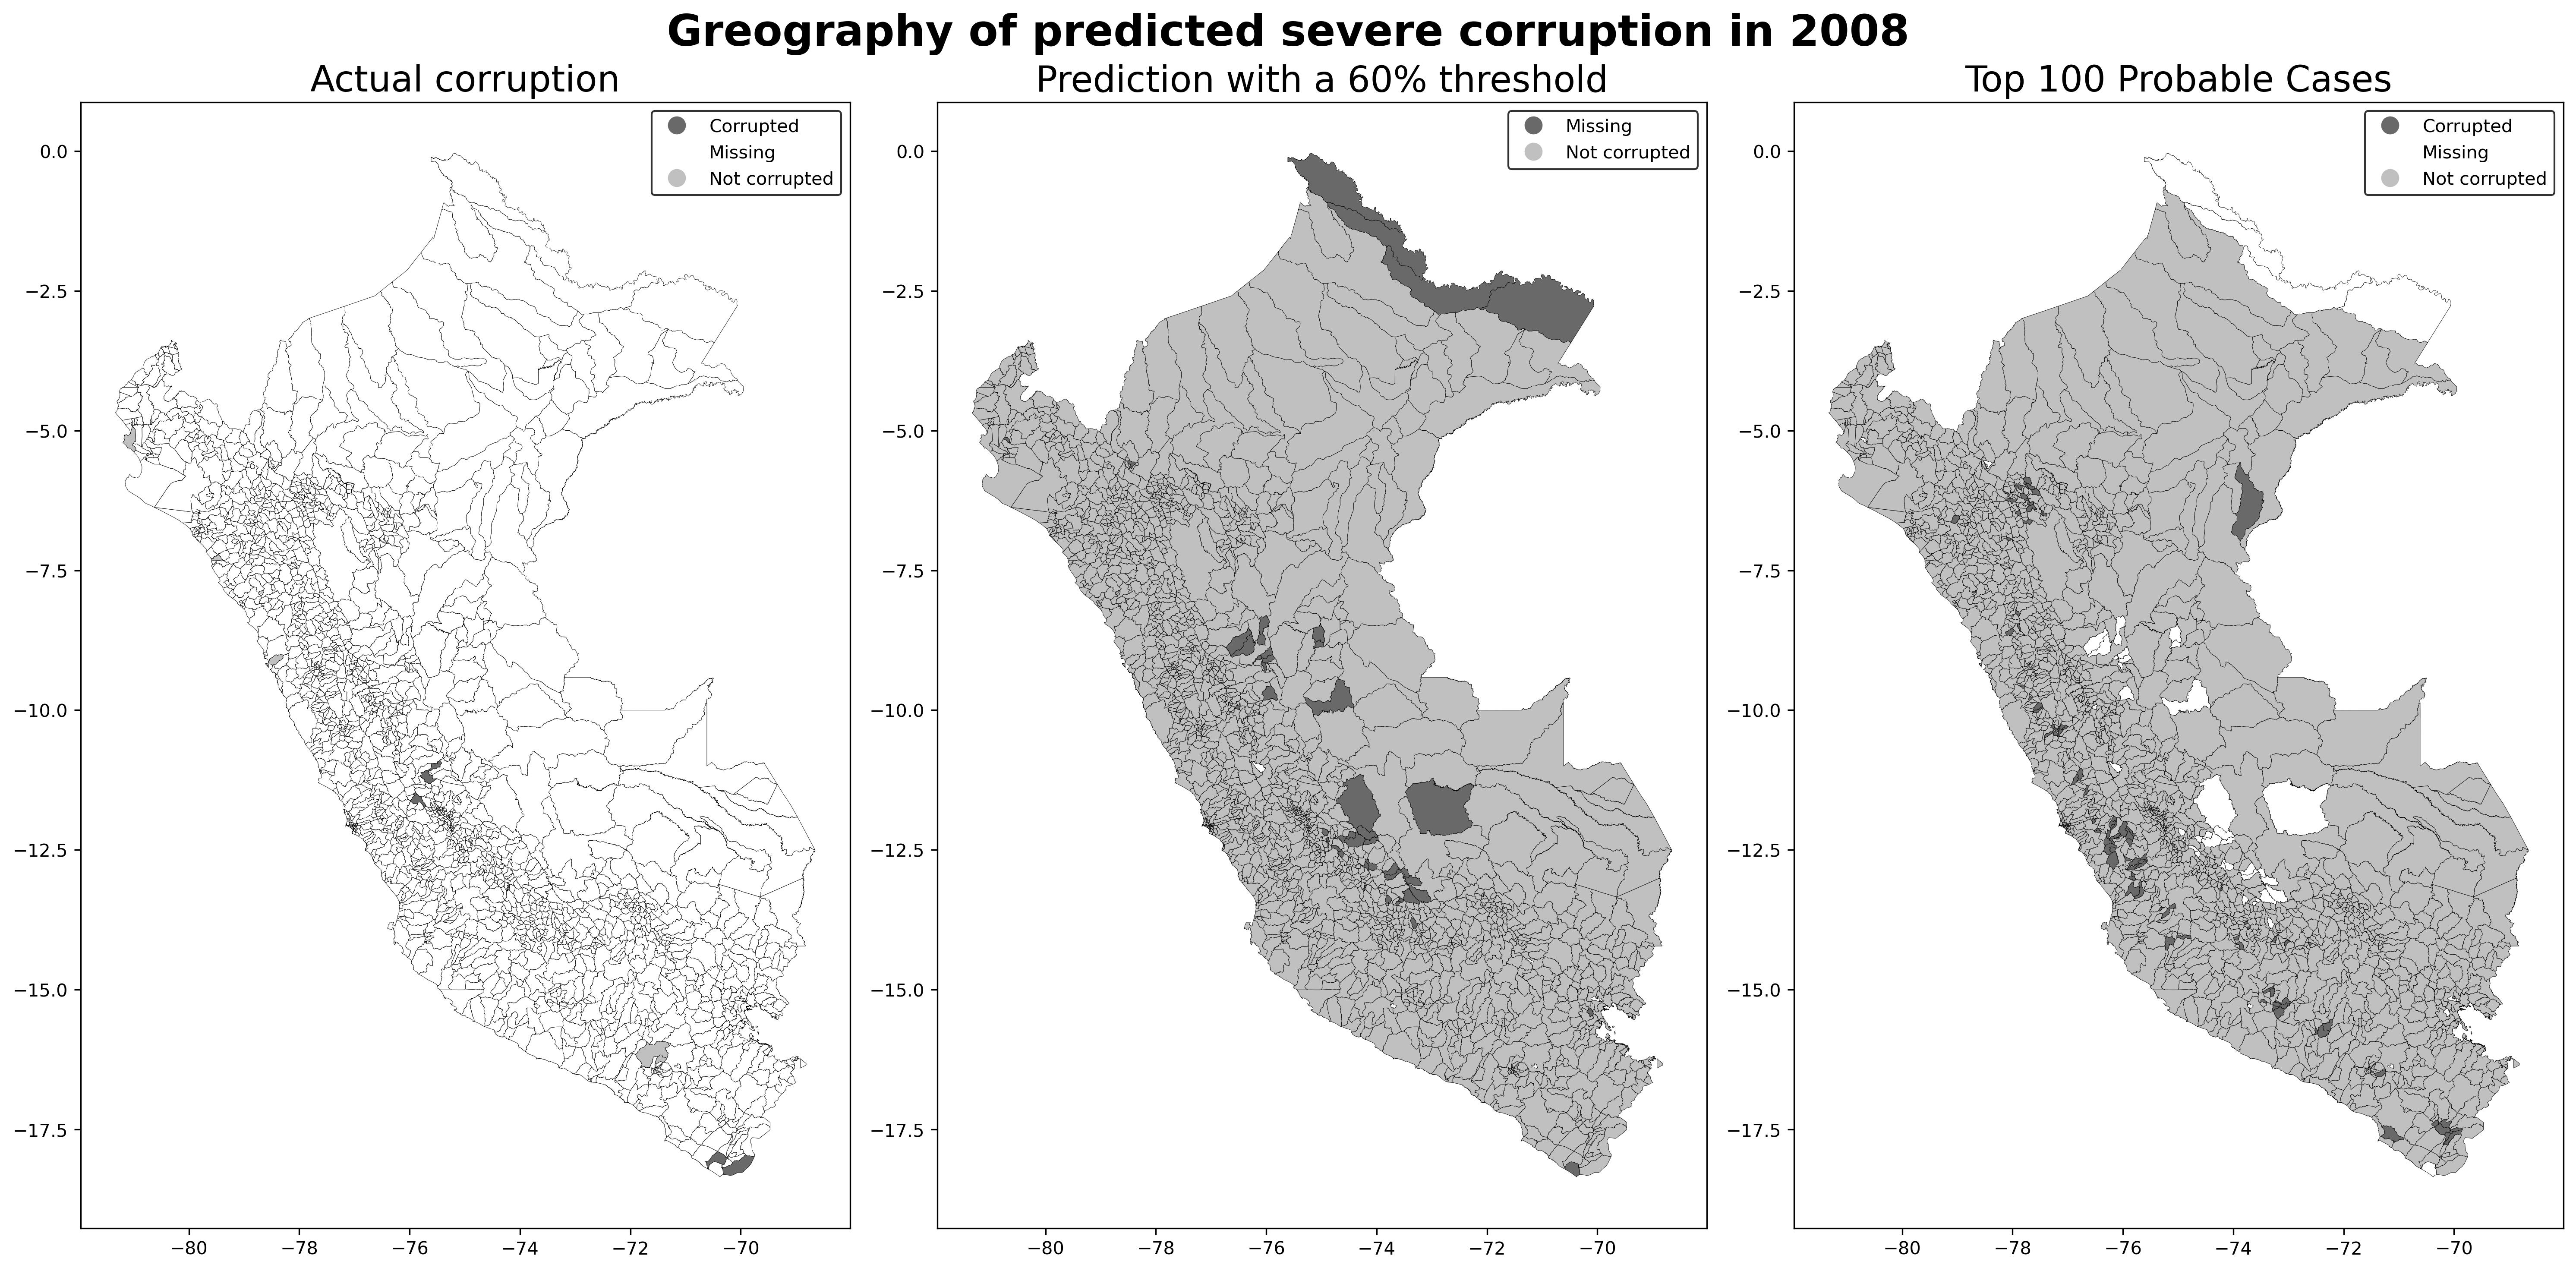 Greography of predicted severe corruption in 2008
Actual corruption
Corrupted
Missing
Not corrupted
0.0
−2.5
−5.0
−7.5
−10.0
−12.5
−15.0
−17.5
−80 −78 −76 −74 −72 −70
Prediction with a 60% threshold
Missing
Not corrupted
0.0
−2.5
−5.0
−7.5
−10.0
−12.5
−15.0
−17.5
−80 −78 −76 −74 −72 −70
Top 100 Probable Cases
Corrupted
Missing
Not corrupted
0.0
−2.5
−5.0
−7.5
−10.0
−12.5
−15.0
−17.5
−80 −78 −76 −74 −72 −70